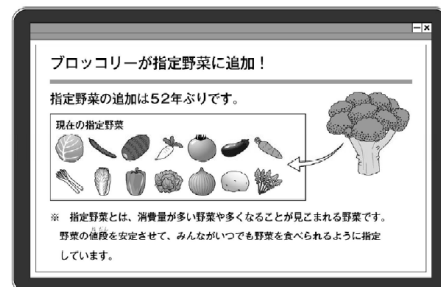 ブロッコリーが指定野菜に追加！
指定野菜の追加は52年ぶりです。
現在の指定野菜
※ 指定野菜とは、消費量が多い野菜や多くなることが見こまれる野菜です。
野菜の値段を安定させて、みんながいつでも野菜を食べられるように指定
しています。